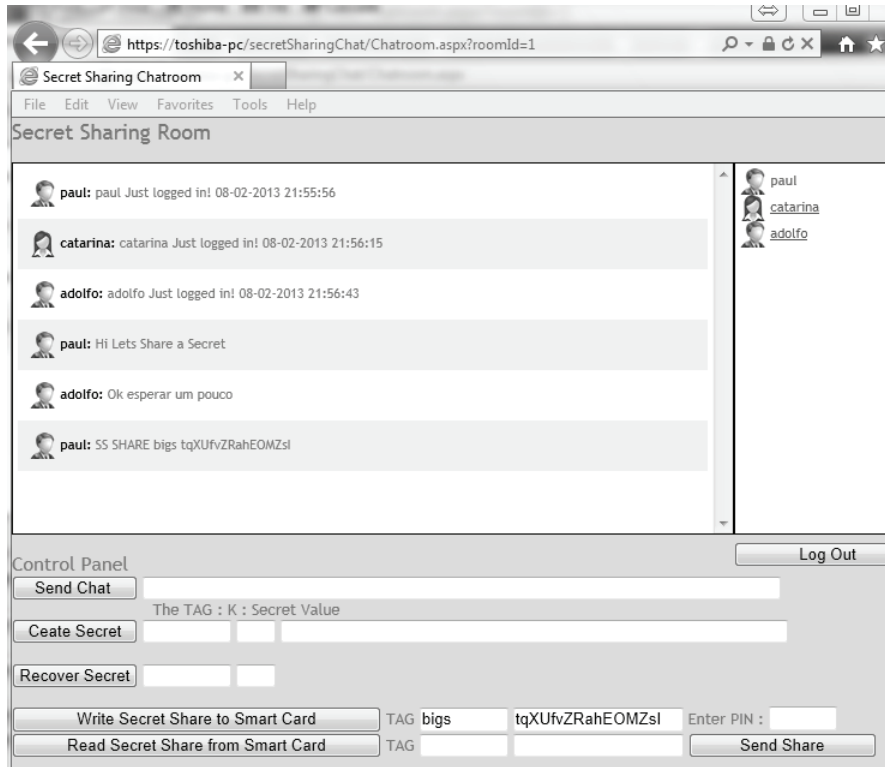 https://toshiba-pc/secretSharingChat/Chatroom.aspx?roomId=1
Secret Sharing Chatroom
File Edit View Favorites Tools Help
Secret Sharing Room
paul: paul Just logged in! 08-02-2013 21:55:56
catarina: catarina Just logged in! 08-02-2013 21:56:15
adolfo: adolfo Just logged in! 08-02-2013 21:56:43
paul: Hi Lets Share a Secret
adolfo: Ok esperar um pouco
paul: SS SHARE bigs tqXUfvZRahEOMZsI
paul
catarina
adolfo
Log Out
Control Panel
Send Chat
The TAG : K : Secret Value
Ceate Secret
Recover Secret
Write Secret Share to Smart Card TAG bigs tqXUfvZRahEOMZsI Enter PIN :
Read Secret Share from Smart Card TAG Send Share